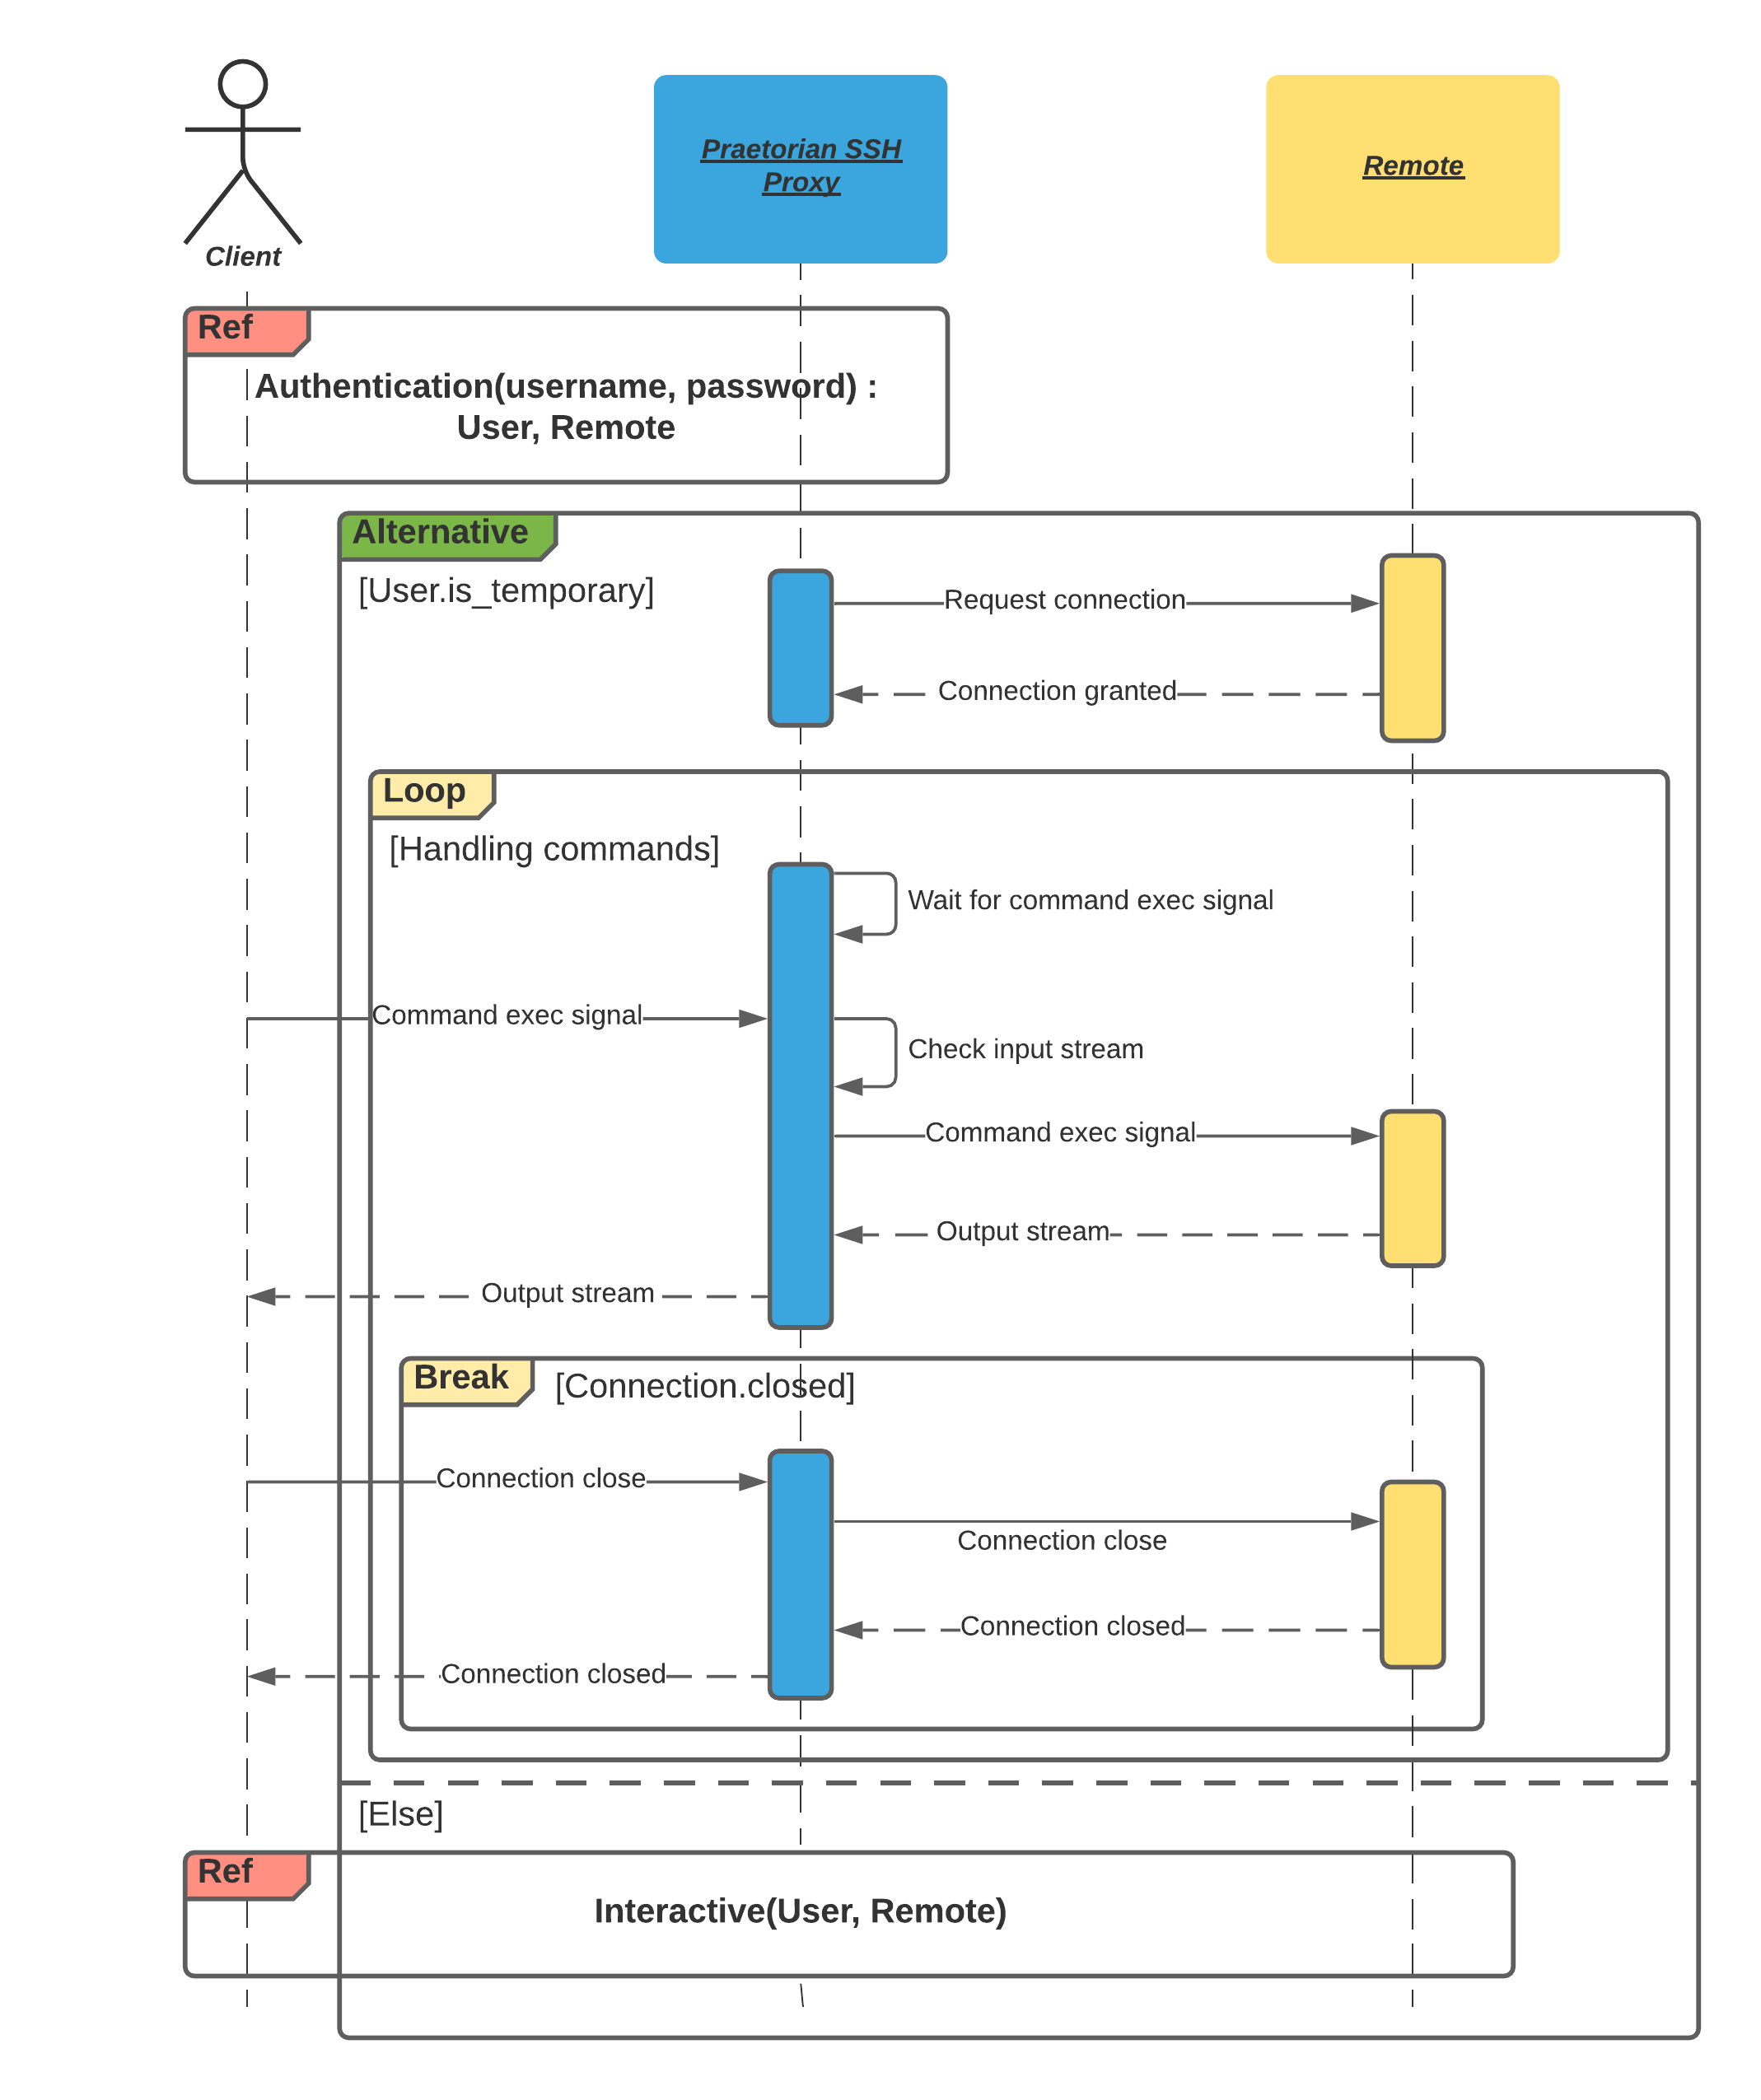 Client
Praetorian SSH
Proxy
Remote
Ref
Authentication(username, password) :
User, Remote
Alternative
[User.is_temporary]
Request connection
Connection granted
Loop
[Handling commands]
Wait for command exec signal
Command exec signal
Check input stream
Command exec signal
Output stream
Output stream
Break
[Connection.closed]
Connection close
Connection close
Connection closed
Connection closed
[Else]
Ref
Interactive(User, Remote)